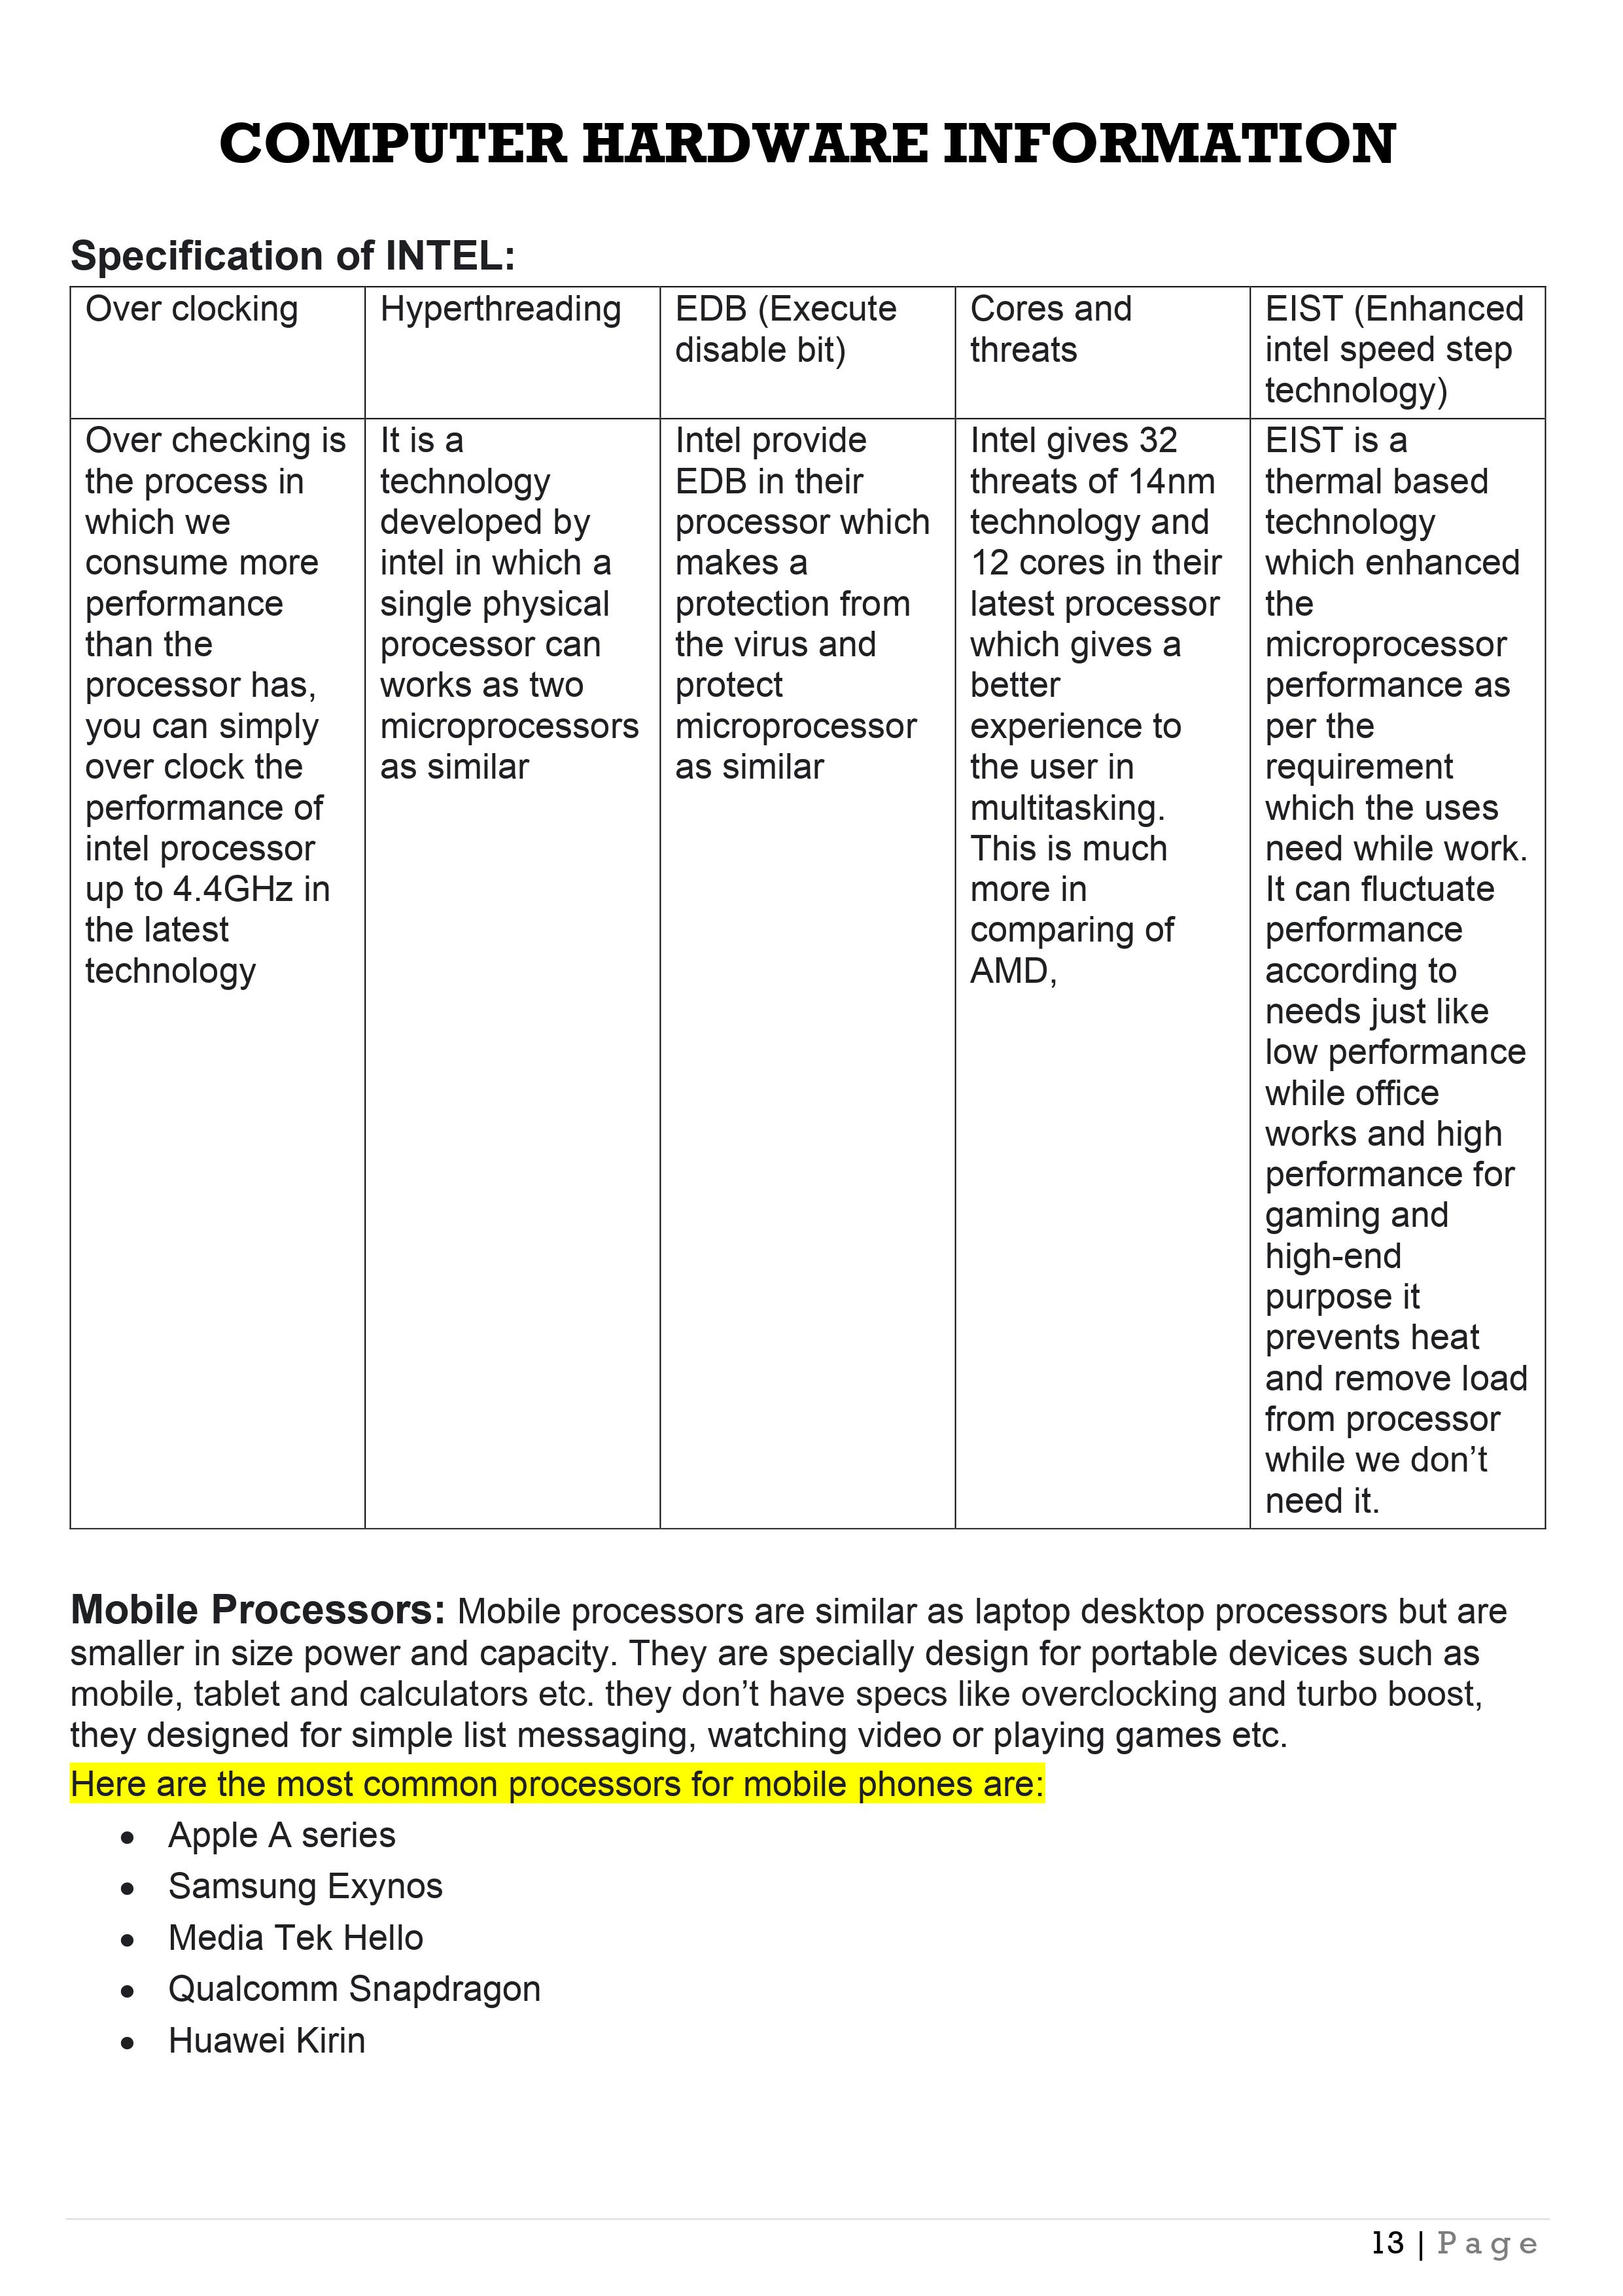 COMPUTER HARDWARE INFORMATION
Specification of INTEL:
Over clocking
Hyperthreading
EDB (Execute
disable bit)
Cores and
threats
EIST (Enhanced
intel speed step
technology)
Over checking is
the process in
which we
consume more
performance
than the
processor has,
you can simply
over clock the
performance of
intel processor
up to 4.4GHz in
the latest
technology
It is a
technology
developed by
intel in which a
single physical
processor can
works as two
microprocessors
as similar
Intel provide
EDB in their
processor which
makes a
protection from
the virus and
protect
microprocessor
as similar
Intel gives 32
threats of 14nm
technology and
12 cores in their
latest processor
which gives a
better
experience to
the user in
multitasking.
This is much
more in
comparing of
AMD,
EIST is a
thermal based
technology
which enhanced
the
microprocessor
performance as
per the
requirement
which the uses
need while work.
It can fluctuate
performance
according to
needs just like
low performance
while office
works and high
performance for
gaming and
high-end
purpose it
prevents heat
and remove load
from processor
while we don’t
need it.
Mobile Processors: Mobile processors are similar as laptop desktop processors but are
smaller in size power and capacity. They are specially design for portable devices such as
mobile, tablet and calculators etc. they don’t have specs like overclocking and turbo boost,
they designed for simple list messaging, watching video or playing games etc.
Here are the most common processors for mobile phones are:
• Apple A series
• Samsung Exynos
• Media Tek Hello
• Qualcomm Snapdragon
• Huawei Kirin
13 | Page